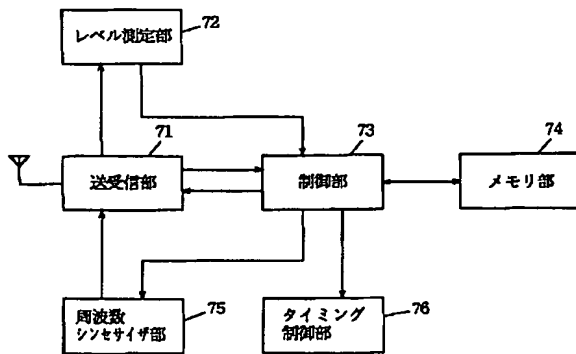 レベル測定部
72
71
送受信部
73
制御部
74
メモリ部
周波数
シンセサイザ部
75
タイミング
制御部
76